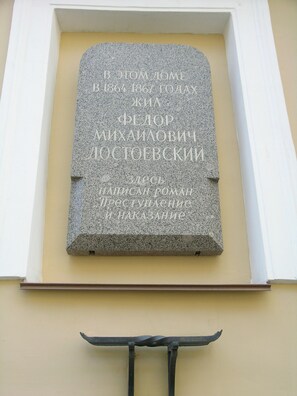 В ЭТОМ ДОМЕ
В 1864-1867 ГОДАХ
ЖИЛ
ФЕДОР
МИХАЙЛОВИЧ
ДОСТОЕВСКИЙ
ЗДЕСЬ
НАПИСАН РОМАН
"ПРЕСТУПЛЕНИЕ
И НАКАЗАНИЕ"